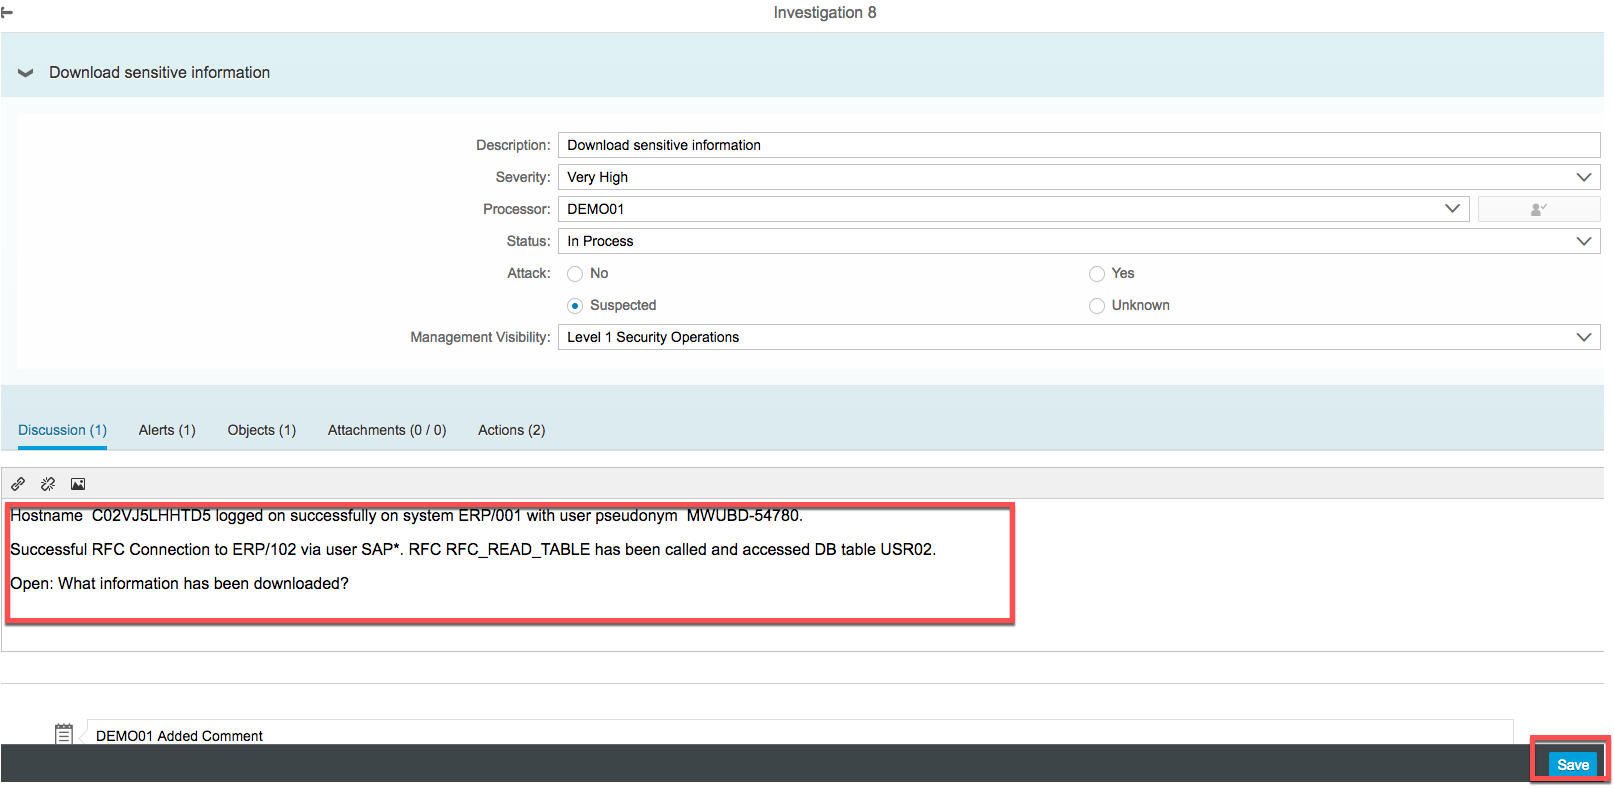 Investigation 8
Download sensitive information
Description: Download sensitive information
Severity: Very High
Processor: DEMO01
Status: In Process
Attack: No Yes
Suspected Unknown
Management Visibility: Level 1 Security Operations
Discussion (1) Alerts (1) Objects (1) Attachments (0 / 0) Actions (2)
Hostname C02VJ5LHHTD5 logged on successfully on system ERP/001 with user pseudonym MWUBD-54780.
Successful RFC Connection to ERP/102 via user SAP*. RFC RFC_READ_TABLE has been called and accessed DB table USR02.
Open: What information has been downloaded?
DEMO01 Added Comment
Save